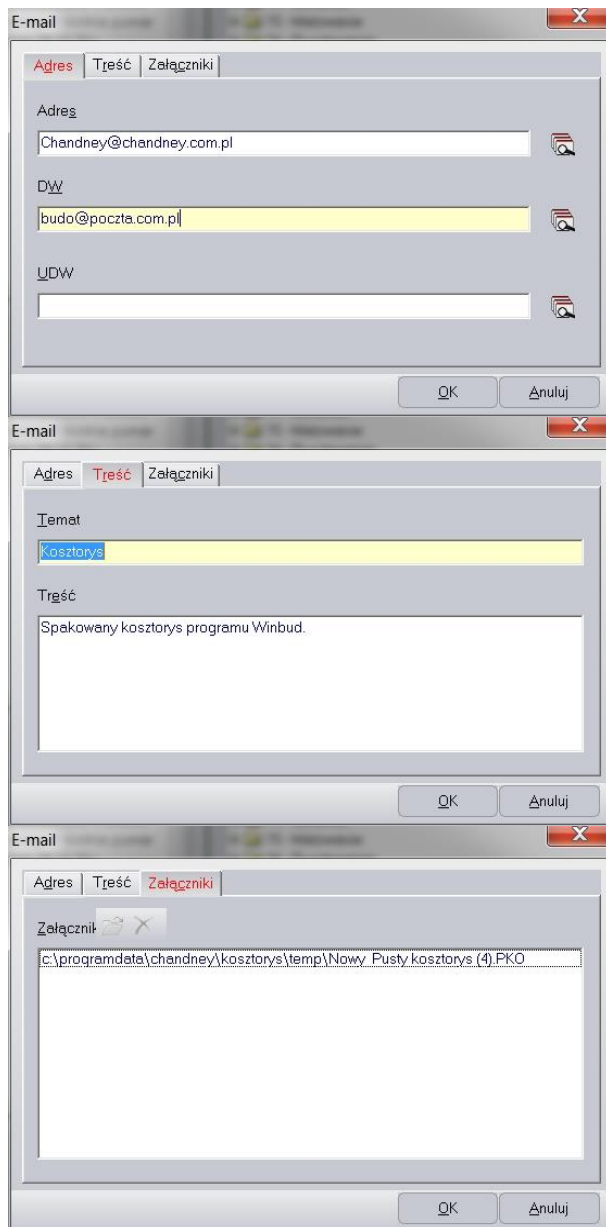 E-mail
Adres Treść Załączniki
Adres
Chandney@chandney.com.pl
DW
budo@poczta.com.pl
UDW
OK Anuluj
E-mail
Adres Treść Załączniki
Temat
Kosztorys
Treść
Spakowany kosztorys programu Winbud.
OK Anuluj
E-mail
Adres Treść Załączniki
Załącznik
c:\programdata\chandney\kosztorys\temp\Nowy Pusty kosztorys (4).PKO
OK Anuluj